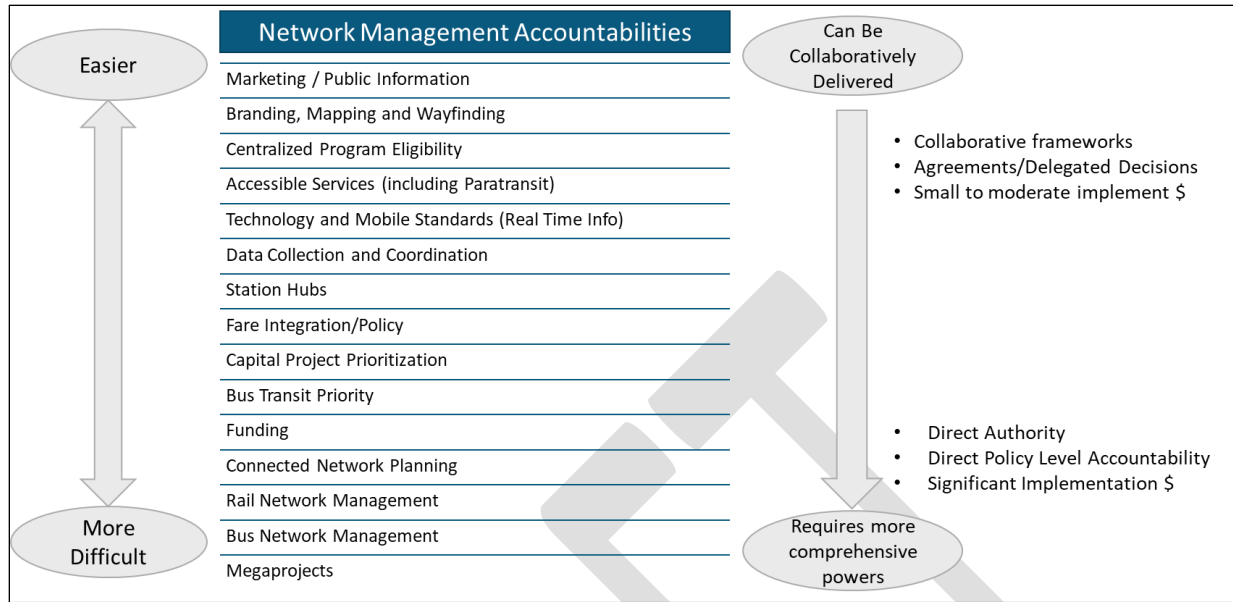 Network Management Accountabilities
Easier
More
Difficult
Marketing / Public Information
Branding, Mapping and Wayfinding
Centralized Program Eligibility
Accessible Services (including Paratransit)
Technology and Mobile Standards (Real Time Info)
Data Collection and Coordination
Station Hubs
Fare Integration/Policy
Capital Project Prioritization
Bus Transit Priority
Funding
Connected Network Planning
Rail Network Management
Bus Network Management
Megaprojects
Can Be
Collaboratively
Delivered
• Collaborative frameworks
• Agreements/Delegated Decisions
• Small to moderate implement $
• Direct Authority
• Direct Policy Level Accountability
• Significant Implementation $
Requires more
comprehensive
powers